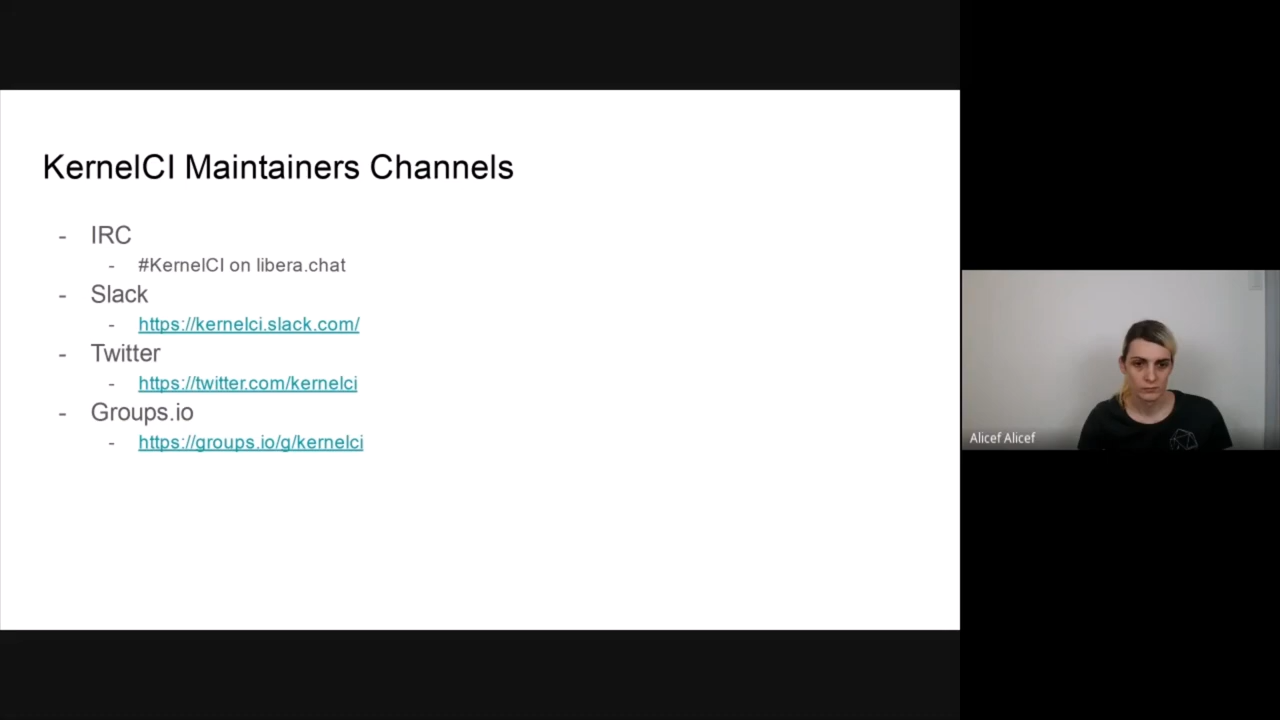 KernelCI Maintainers Channels
- IRC
- #KernelCI on libera.chat
- Slack
- https://kernelci.slack.com/
- Twitter
- https://twitter.com/kernelci
- Groups.io
- https://groups.io/g/kernelci
Alicef Alicef